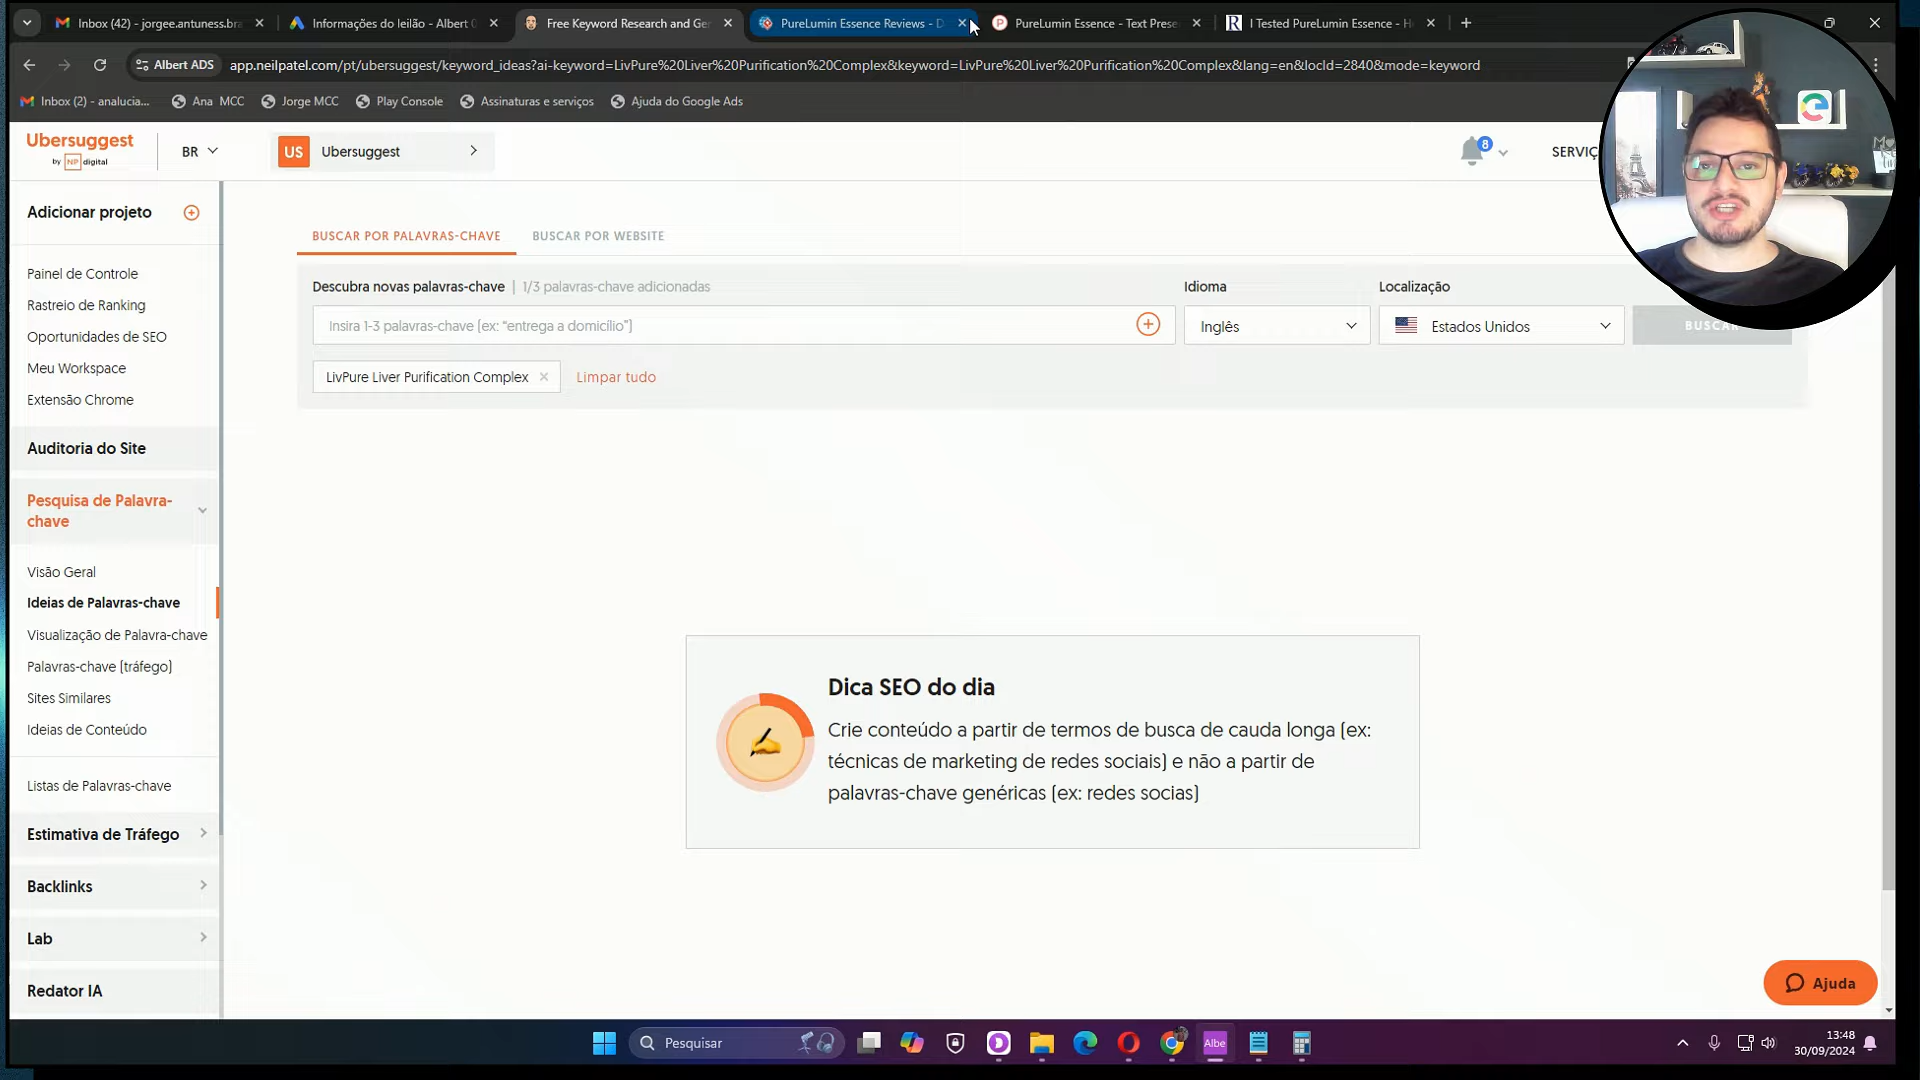 Inbox (42) - jorgee.antuness.bra
Informações do leilão - Albert
Free Keyword Research and Ge
PureLumin Essence Reviews - D
PureLumin Essence - Text Prese
I Tested PureLumin Essence - H
Albert ADS
app.neilpatel.com/pt/ubersuggest/keyword_ideas?ai-keyword=LivPure%20Liver%20Purification%20Complex&keyword=LivPure%20Liver%20Purification%20Complex&lang=en&locId=2840&mode=keyword
Inbox (2) - analucia...
Ana MCC
Jorge MCC
Play Console
Assinaturas e serviços
Ajuda do Google Ads
Ubersuggest
by NP digital
BR
US
Ubersuggest
8
SERVIÇ
Adicionar projeto
Painel de Controle
Rastreio de Ranking
Oportunidades de SEO
Meu Workspace
Extensão Chrome
Auditoria do Site
Pesquisa de Palavra-
chave
Visão Geral
Ideias de Palavras-chave
Visualização de Palavra-chave
Palavras-chave (tráfego)
Sites Similares
Ideias de Conteúdo
Listas de Palavras-chave
Estimativa de Tráfego
Backlinks
Lab
Redator IA
BUSCAR POR PALAVRAS-CHAVE
BUSCAR POR WEBSITE
Descubra novas palavras-chave | 1/3 palavras-chave adicionadas
Idioma
Localização
Insira 1-3 palavras-chave (ex: “entrega a domicílio”)
Inglês
Estados Unidos
BUSCAR
LivPure Liver Purification Complex
Limpar tudo
Dica SEO do dia
Crie conteúdo a partir de termos de busca de cauda longa (ex:
técnicas de marketing de redes sociais) e não a partir de
palavras-chave genéricas (ex: redes socias)
Ajuda
Pesquisar
Albe
13:48
30/09/2024